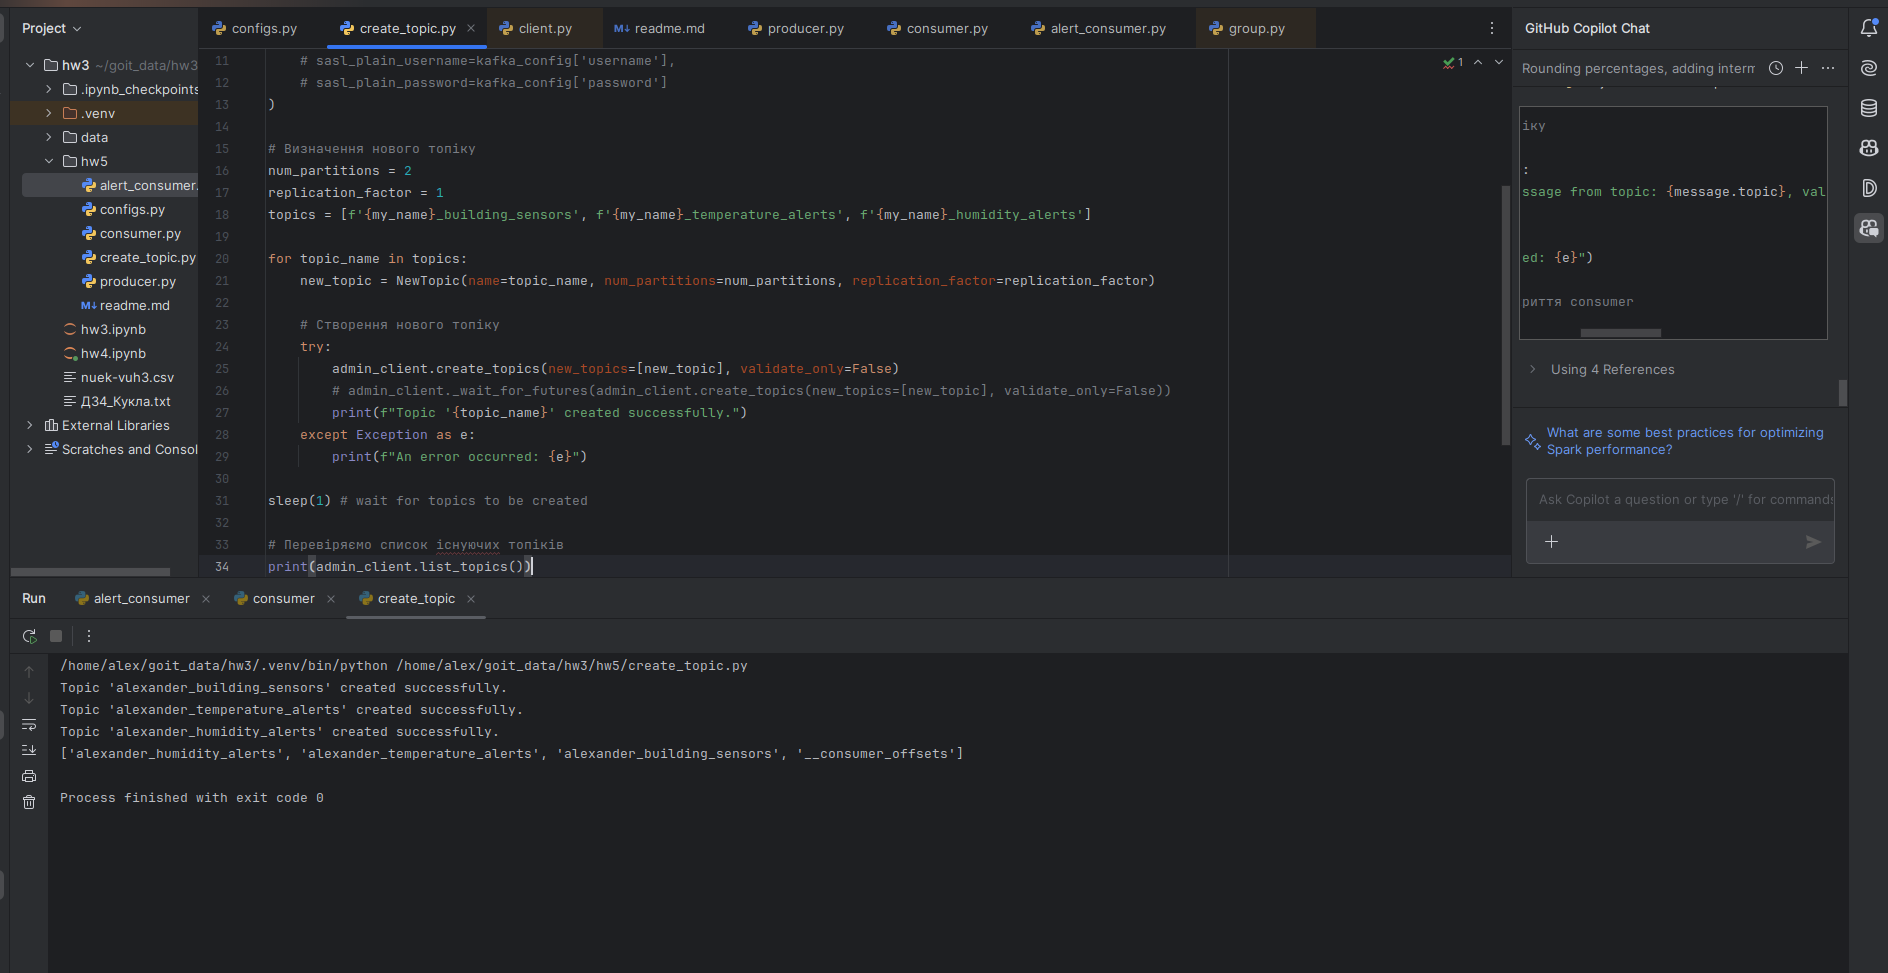 Project
configs.py
create_topic.py
client.py
readme.md
producer.py
consumer.py
alert_consumer.py
group.py
GitHub Copilot Chat
hw3 ~/goit_data/hw3
.ipynb_checkpoints
.venv
data
hw5
alert_consumer.
configs.py
consumer.py
create_topic.py
producer.py
readme.md
hw3.ipynb
hw4.ipynb
nuek-vuh3.csv
ДЗ4_Кукла.txt
External Libraries
Scratches and Consol
11 # sasl_plain_username=kafka_config['username'],
12 # sasl_plain_password=kafka_config['password']
13 )
14
15 # Визначення нового топіку
16 num_partitions = 2
17 replication_factor = 1
18 topics = [f'{my_name}_building_sensors', f'{my_name}_temperature_alerts', f'{my_name}_humidity_alerts']
19
20 for topic_name in topics:
21 new_topic = NewTopic(name=topic_name, num_partitions=num_partitions, replication_factor=replication_factor)
22
23 # Створення нового топіку
24 try:
25 admin_client.create_topics(new_topics=[new_topic], validate_only=False)
26 # admin_client._wait_for_futures(admin_client.create_topics(new_topics=[new_topic], validate_only=False))
27 print(f"Topic '{topic_name}' created successfully.")
28 except Exception as e:
29 print(f"An error occurred: {e}")
30
31 sleep(1) # wait for topics to be created
32
33 # Перевіряємо список існуючих топіків
34 print(admin_client.list_topics())
1
Rounding percentages, adding interm
іку
:
ssage from topic: {message.topic}, val
ed: {e}")
риття consumer
Using 4 References
What are some best practices for optimizing
Spark performance?
Ask Copilot a question or type '/' for commands
Run
alert_consumer
consumer
create_topic
/home/alex/goit_data/hw3/.venv/bin/python /home/alex/goit_data/hw3/hw5/create_topic.py
Topic 'alexander_building_sensors' created successfully.
Topic 'alexander_temperature_alerts' created successfully.
Topic 'alexander_humidity_alerts' created successfully.
['alexander_humidity_alerts', 'alexander_temperature_alerts', 'alexander_building_sensors', '__consumer_offsets']
Process finished with exit code 0